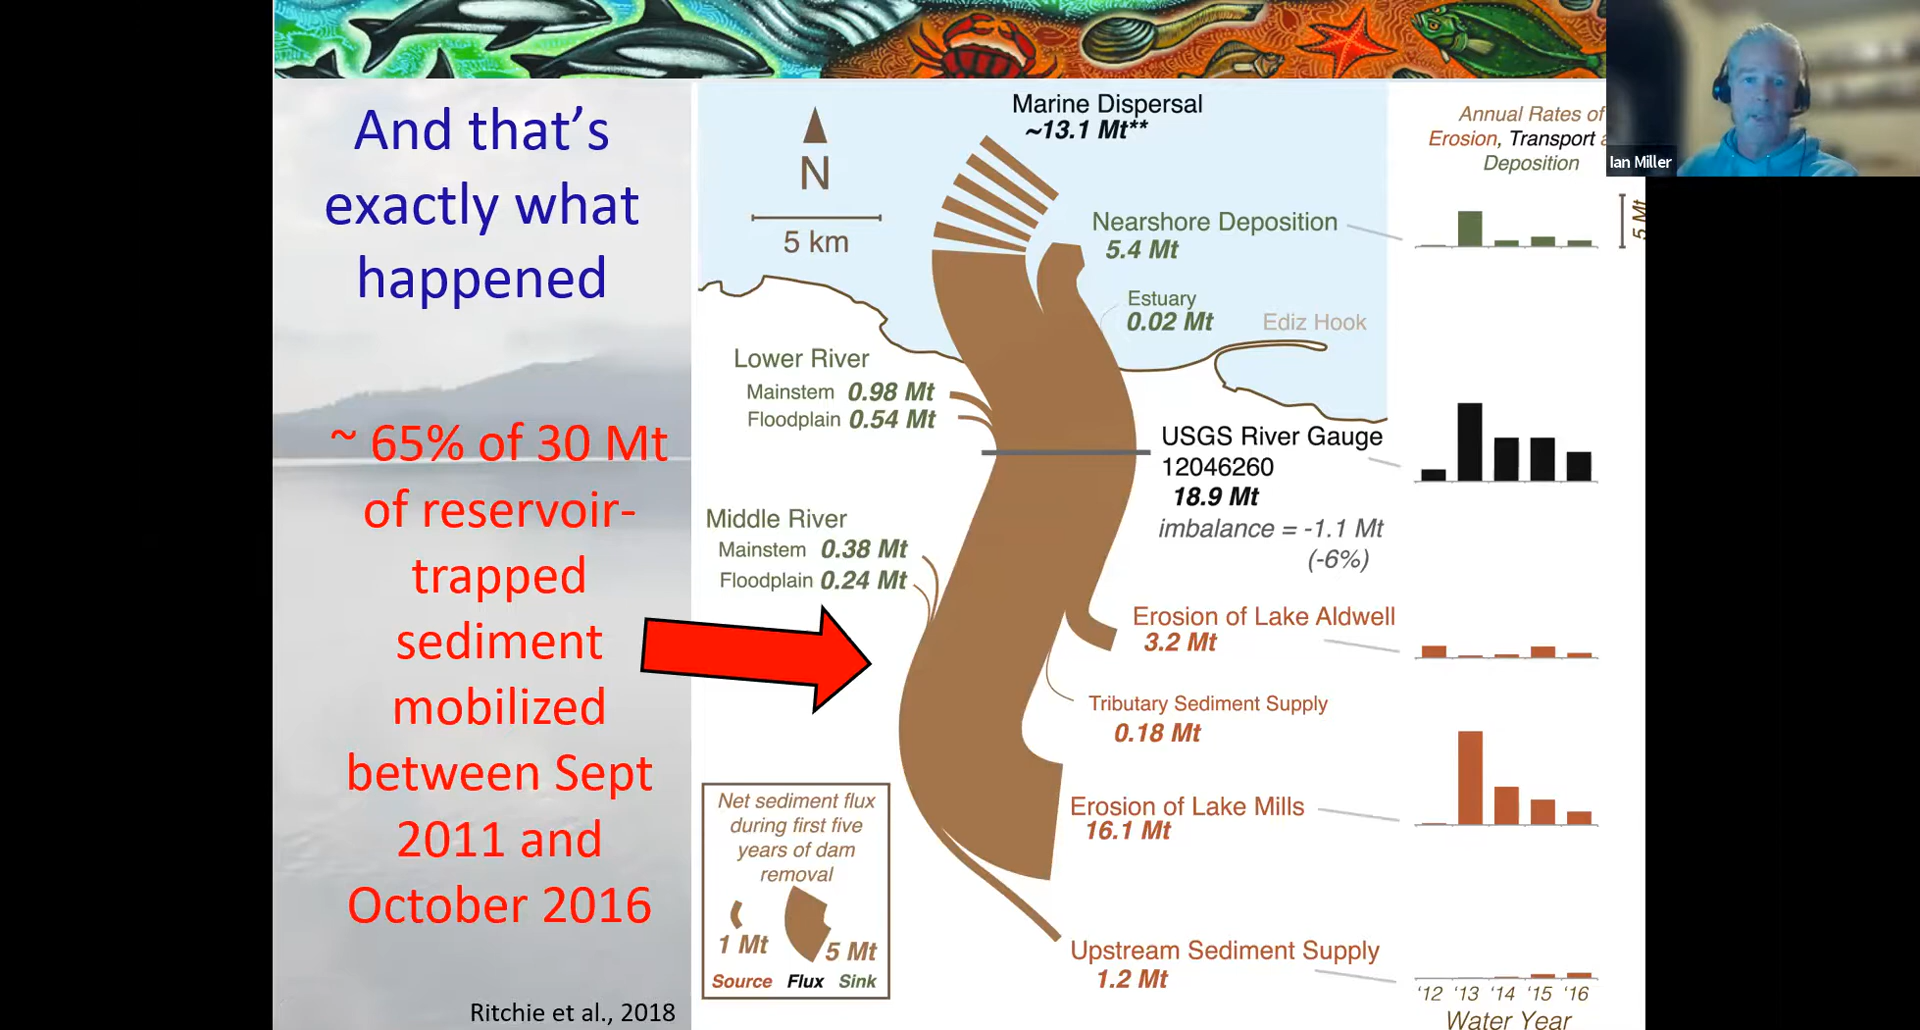 And that's
exactly what
happened
~ 65% of 30 Mt
of reservoir-
trapped
sediment
mobilized
between Sept
2011 and
October 2016
Ritchie et al., 2018
Marine Dispersal
~13.1 Mt**
N
5 km
Nearshore Deposition
5.4 Mt
Estuary
0.02 Mt
Ediz Hook
Lower River
Mainstem 0.98 Mt
Floodplain 0.54 Mt
USGS River Gauge
12046260
18.9 Mt
imbalance = -1.1 Mt
(-6%)
Middle River
Mainstem 0.38 Mt
Floodplain 0.24 Mt
Erosion of Lake Aldwell
3.2 Mt
Tributary Sediment Supply
0.18 Mt
Erosion of Lake Mills
16.1 Mt
Upstream Sediment Supply
1.2 Mt
Net sediment flux
during first five
years of dam
removal
1 Mt
5 Mt
Source Flux Sink
Annual Rates of
Erosion, Transport
Deposition
5 Mt
'12 '13 '14 '15 '16
Water Year
Ian Miller